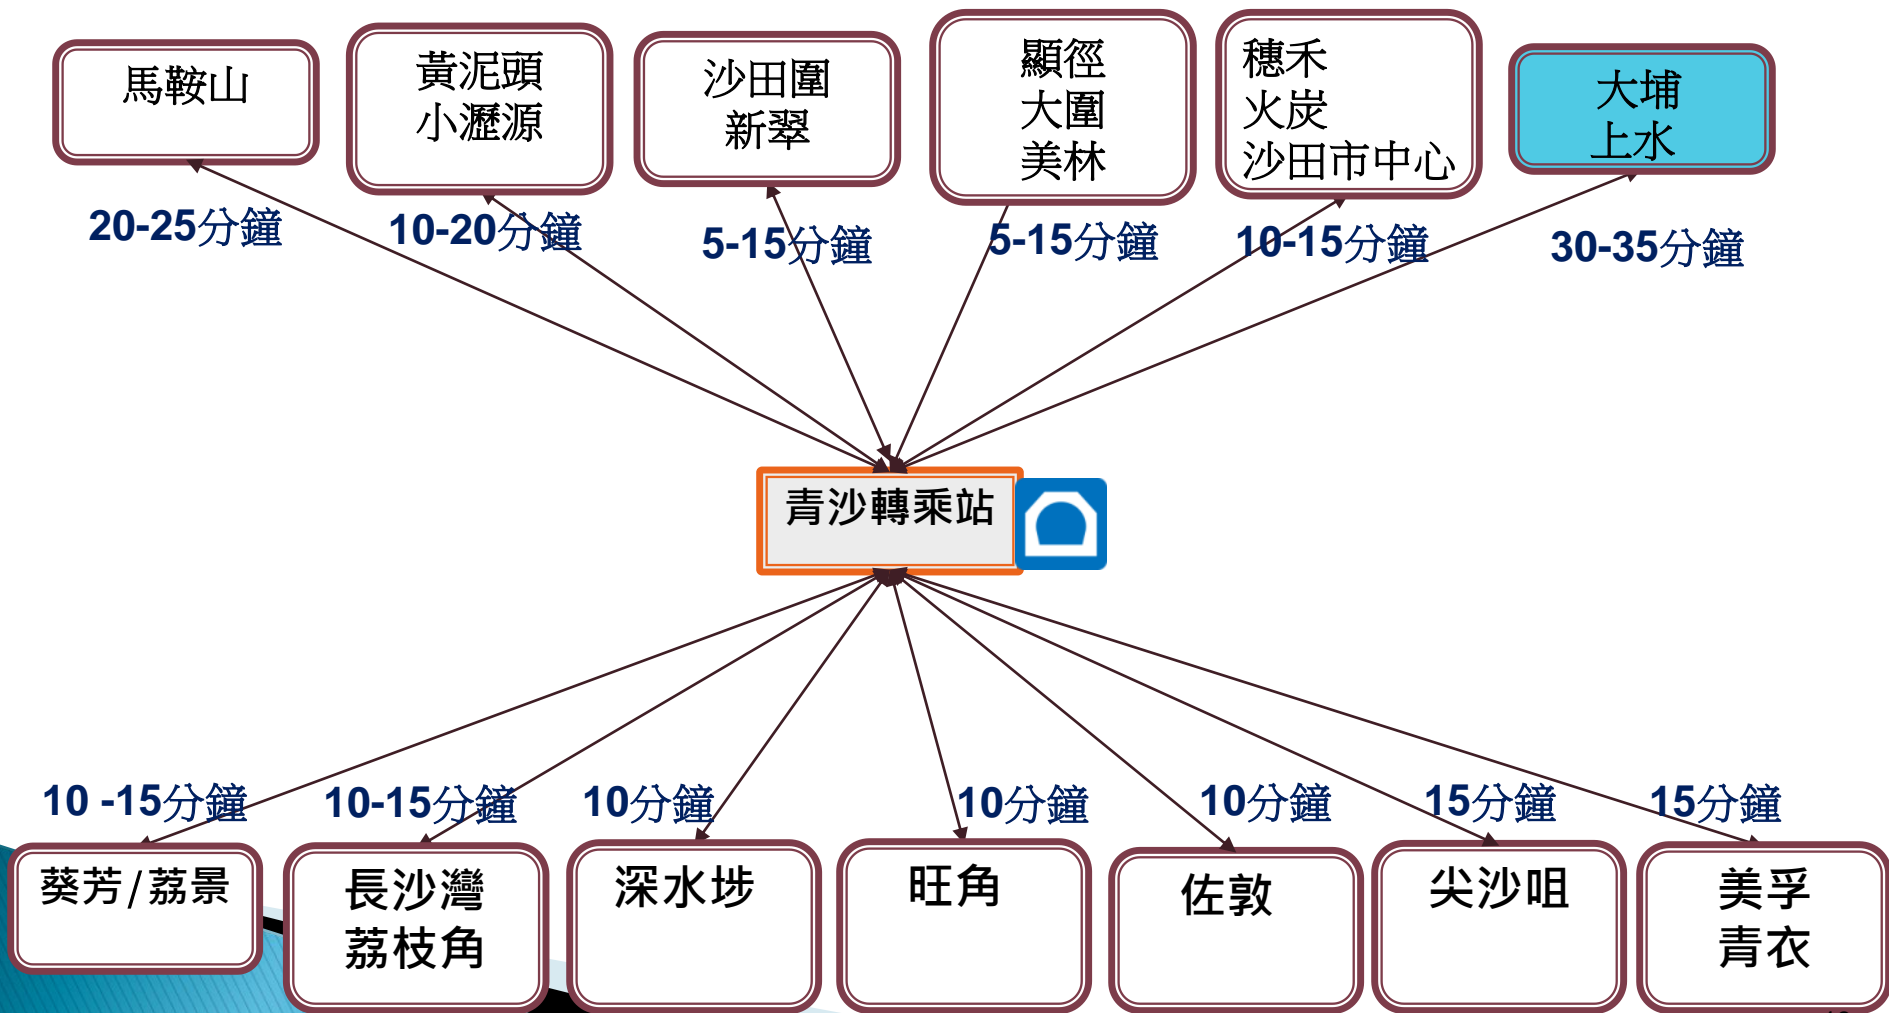 馬鞍山
黃泥頭
小瀝源
沙田圍
新翠
顯徑
大圍
美林
穗禾
火炭
沙田市中心
大埔
上水
20-25分鐘
10-20分鐘
5-15分鐘
5-15分鐘
10-15分鐘
30-35分鐘
青沙轉乘站
10 -15分鐘
10-15分鐘
10分鐘
10分鐘
10分鐘
15分鐘
15分鐘
葵芳/荔景
長沙灣
荔枝角
深水埗
旺角
佐敦
尖沙咀
美孚
青衣